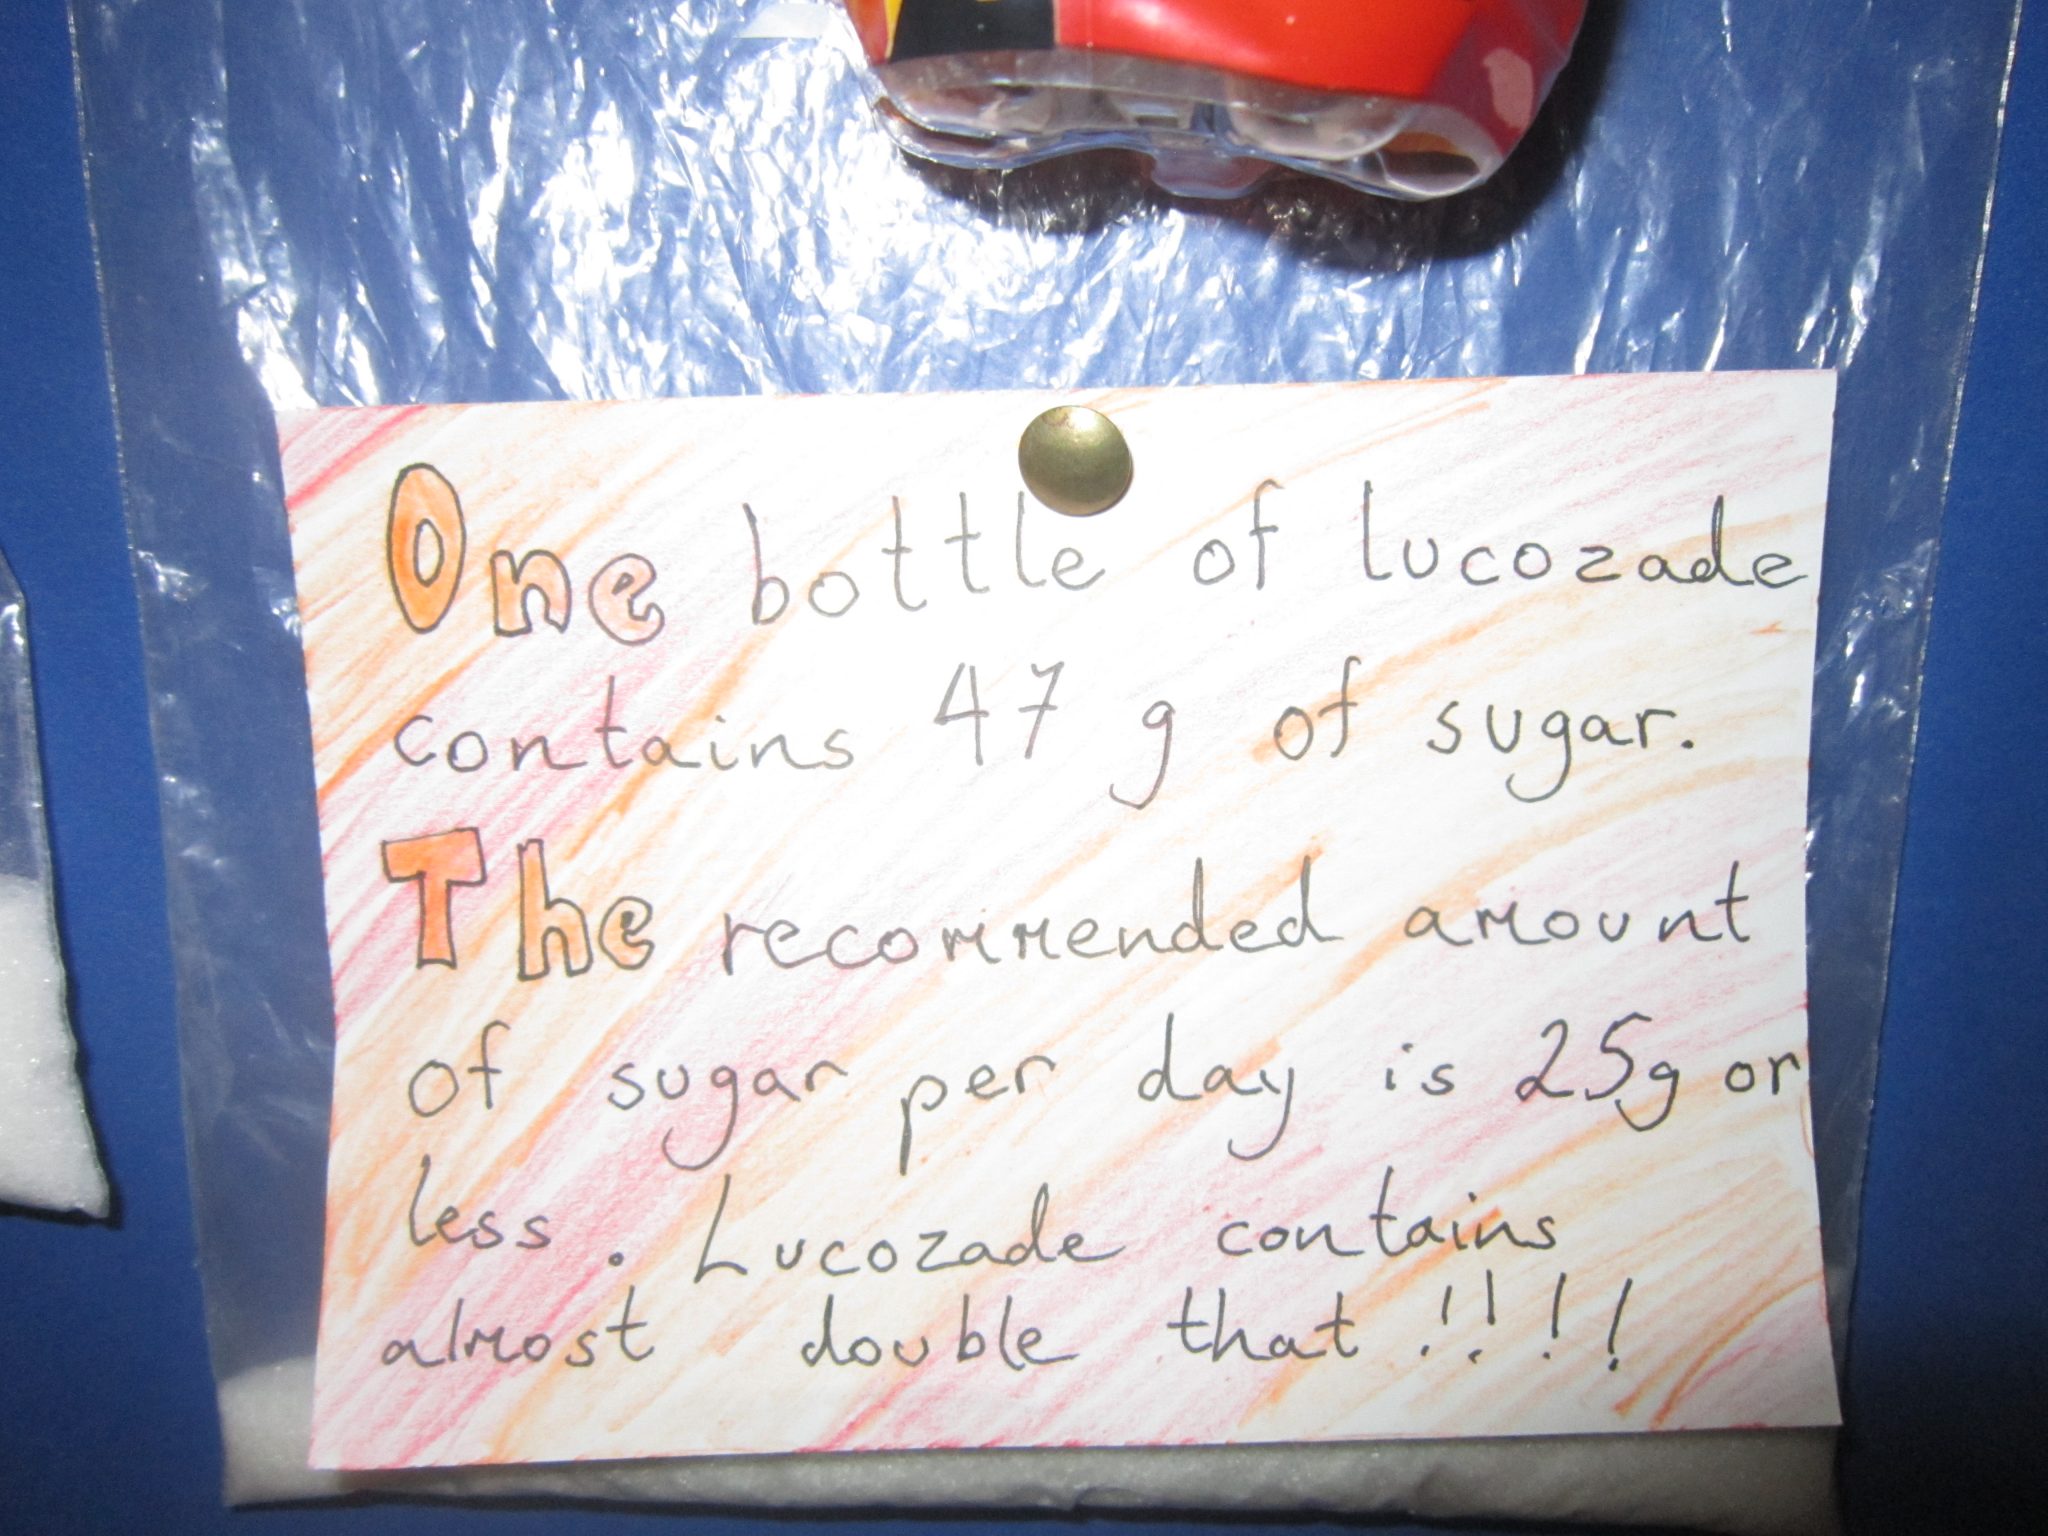 One bottle of lucozade
contains 47 g of sugar.
The recommended amount
of sugar per day is 25g or
less. Lucozade contains
almost double that!!!!